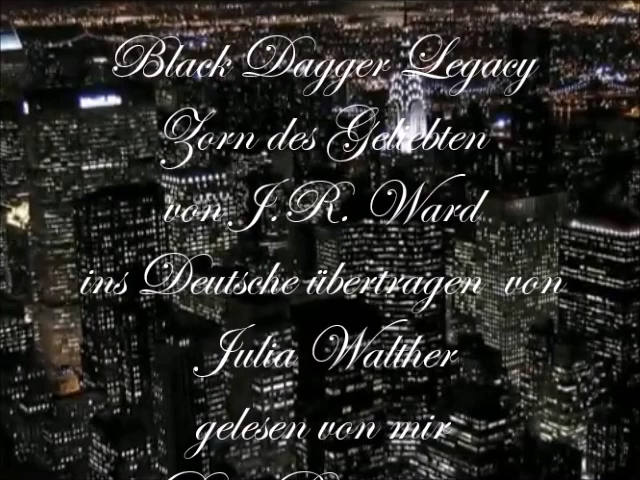 Black Dagger Legacy
Zorn des Geliebten
von J.R. Ward
ins Deutsche übertragen von
Julia Walther
gelesen von mir